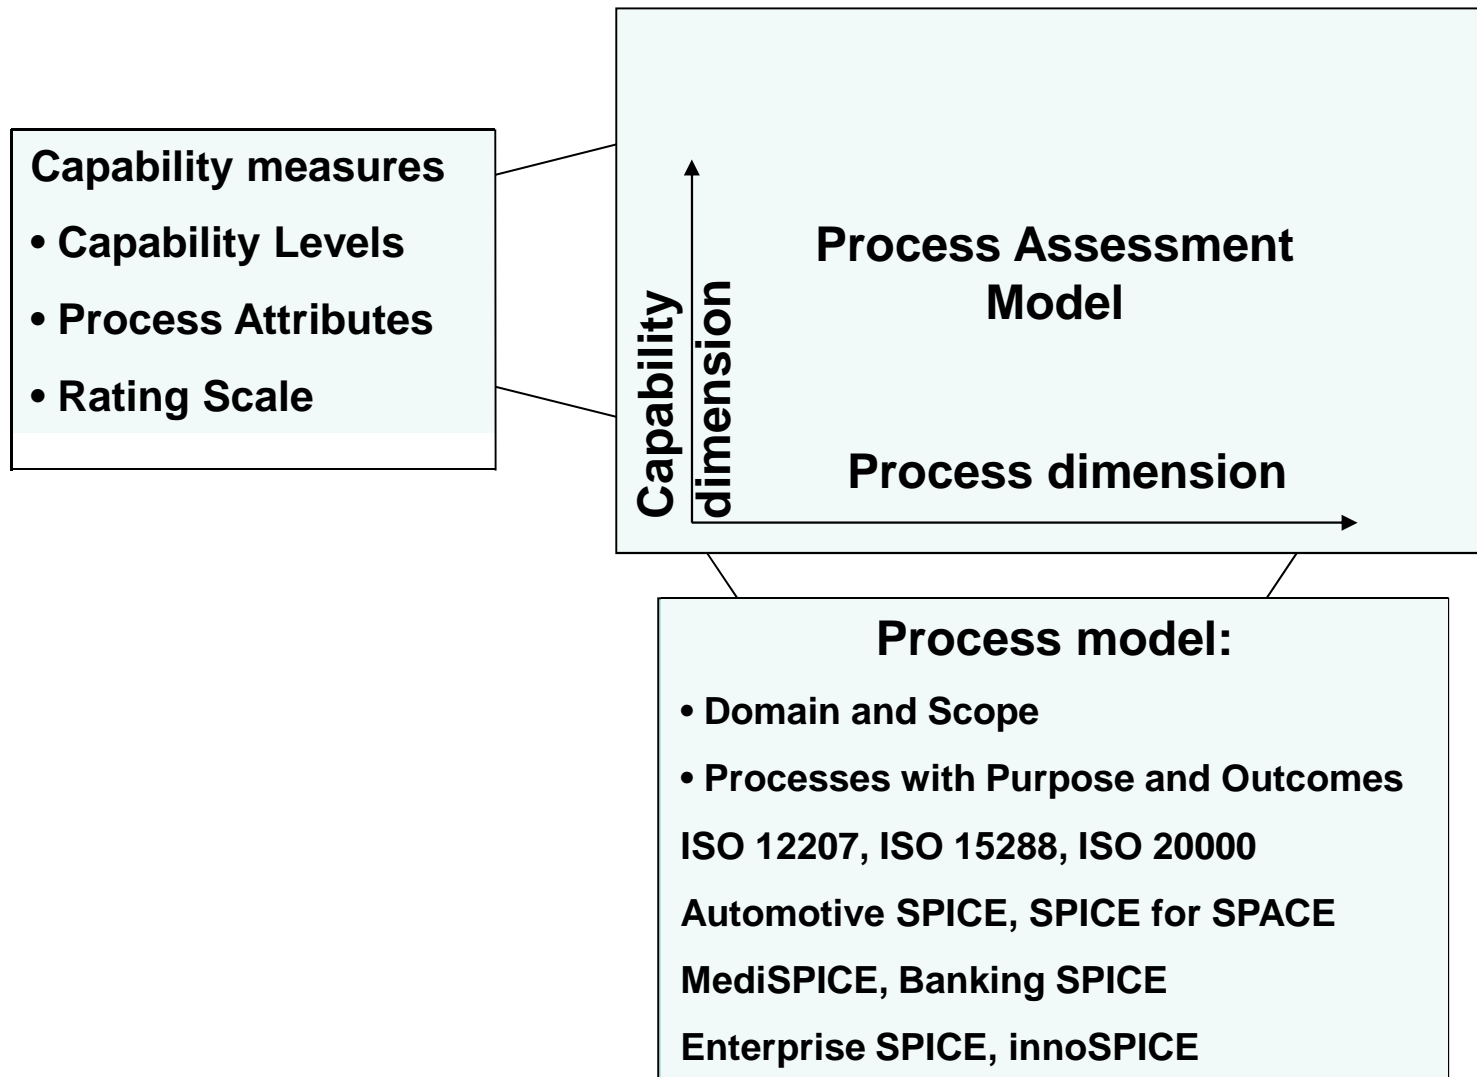 Capability measures
• Capability Levels
• Process Attributes
• Rating Scale
Process Assessment
Model
Capability
dimension
Process dimension
Process model:
• Domain and Scope
• Processes with Purpose and Outcomes
ISO 12207, ISO 15288, ISO 20000
Automotive SPICE, SPICE for SPACE
MediSPICE, Banking SPICE
Enterprise SPICE, innoSPICE